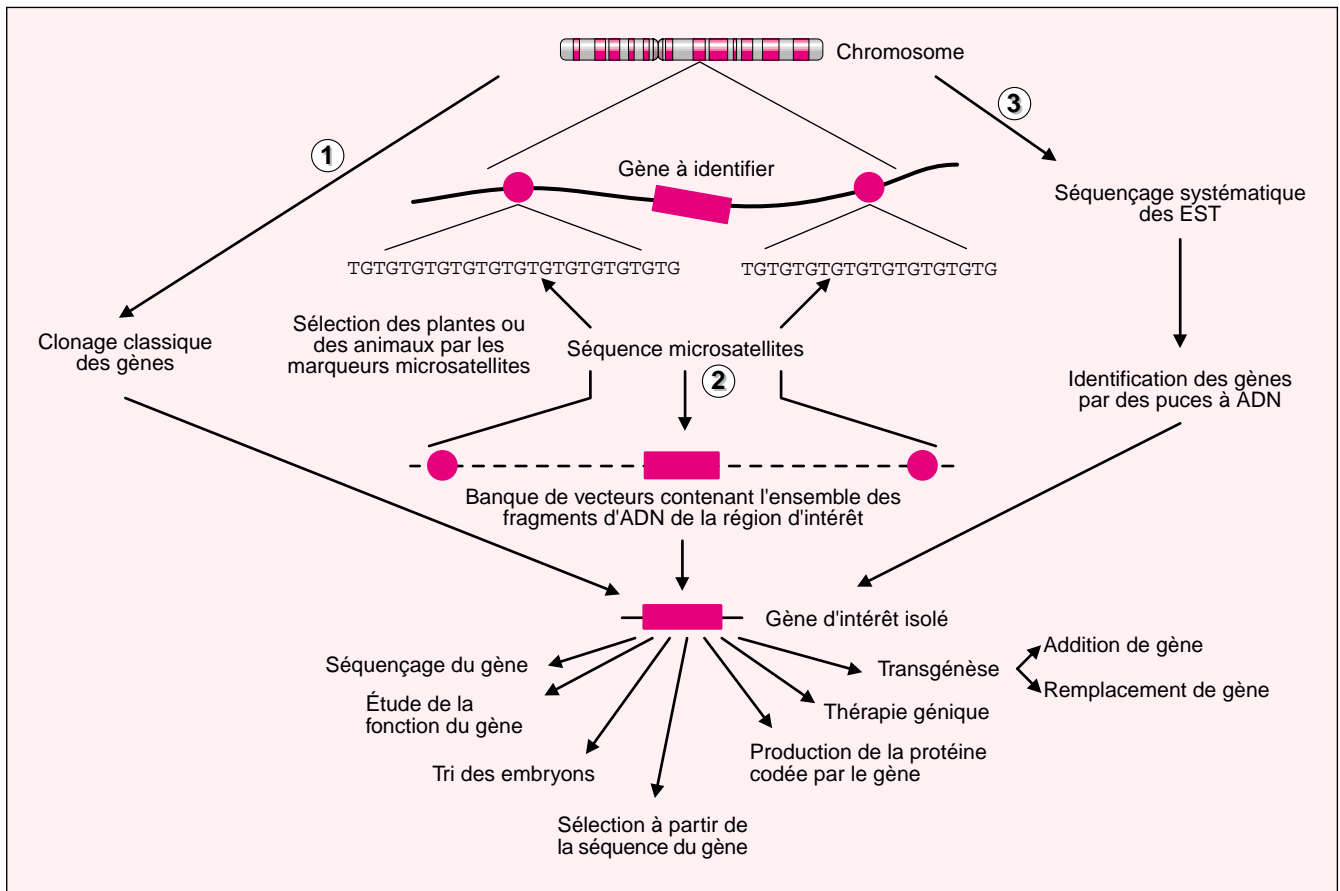 Chromosome
3
1
Gène à identifier
Séquençage systématique
des EST
TGTGTGTGTGTGTGTGTGTGTGTGTG
TGTGTGTGTGTGTGTGTGTG
Sélection des plantes ou
des animaux par les
marqueurs microsatellites
Clonage classique
des gènes
Séquence microsatellites
2
Identification des gènes
par des puces à ADN
Banque de vecteurs contenant l'ensemble des
fragments d'ADN de la région d'intérêt
Gène d'intérêt isolé
Séquençage du gène
Étude de la
fonction du gène
Tri des embryons
Sélection à partir de
la séquence du gène
Production de la protéine
codée par le gène
Thérapie génique
Transgénèse
Addition de gène
Remplacement de gène